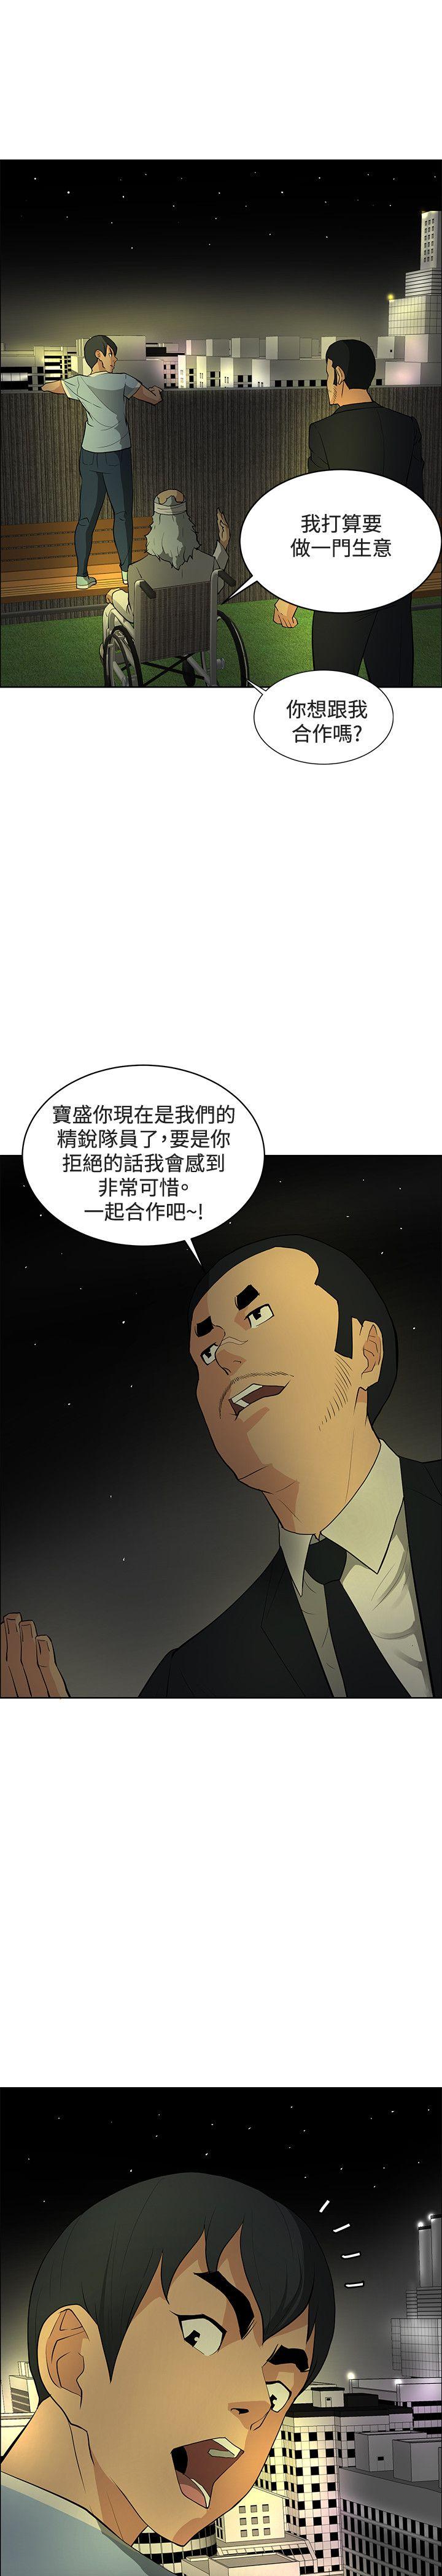 我打算要
做一門生意
你想跟我
合作嗎?
寶盛你現在是我們的
精銳隊員了,要是你
拒絕的話我會感到
非常可惜。
一起合作吧~!